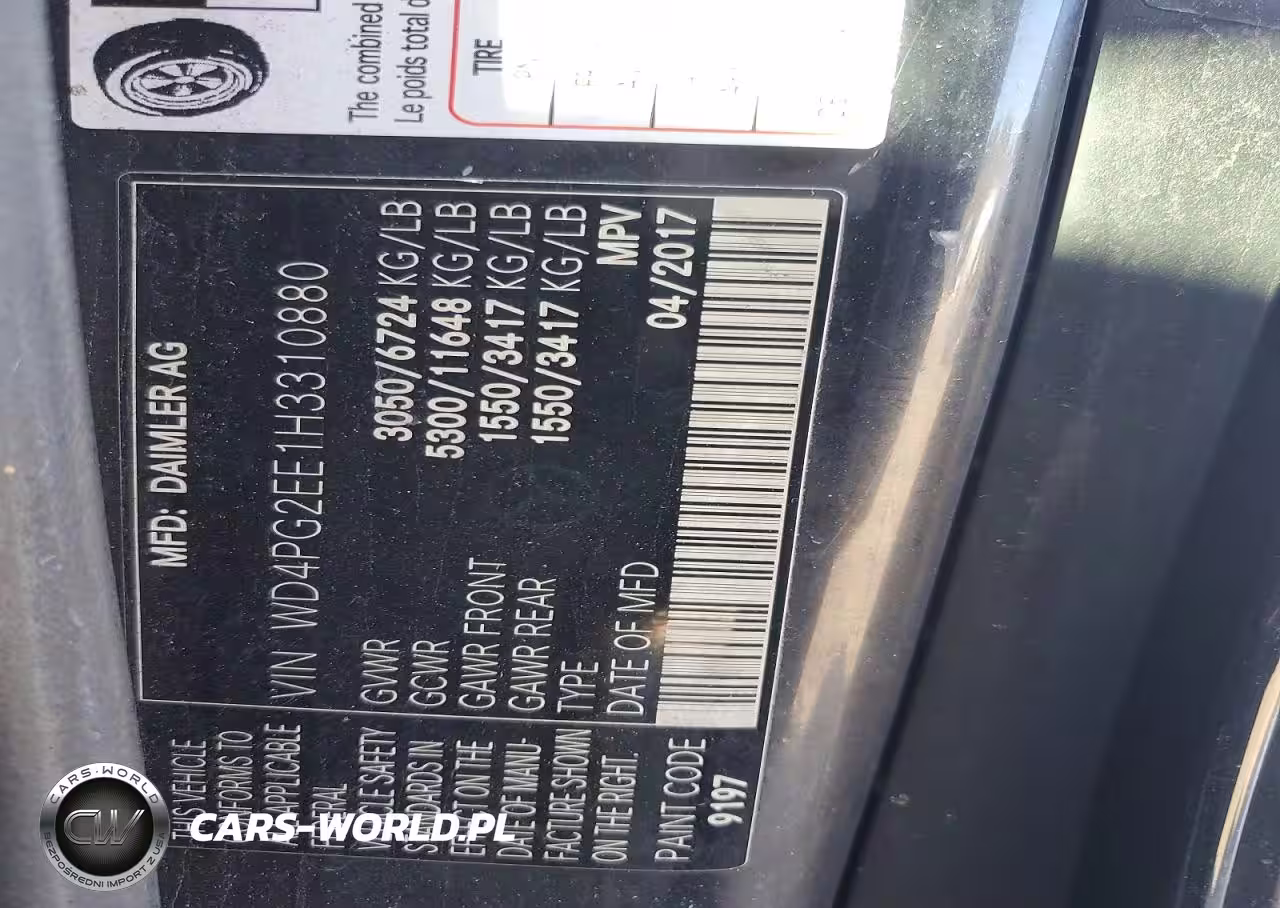 The combined
Le poids total
TIRE
MFD: DAIMLER AG
VIN WD4PG2EE1H3310880
GVWR 3050/6724 KG/LB
GCWR 5300/11648 KG/LB
GAWR FRONT 1550/3417 KG/LB
GAWR REAR 1550/3417 KG/LB
TYPE MPV
DATE OF MFD 04/2017
THIS VEHICLE
CONFORMS TO
ALL APPLICABLE
FEDERAL
VEHICLE SAFETY
STANDARDS IN
EFFECT ON THE
DATE OF MANU-
FACTURE SHOWN
ON THE RIGHT.
PAINT CODE
9197
CARS-WORLD
CW
BEZPOŚREDNI IMPORT Z USA
CARS-WORLD.PL